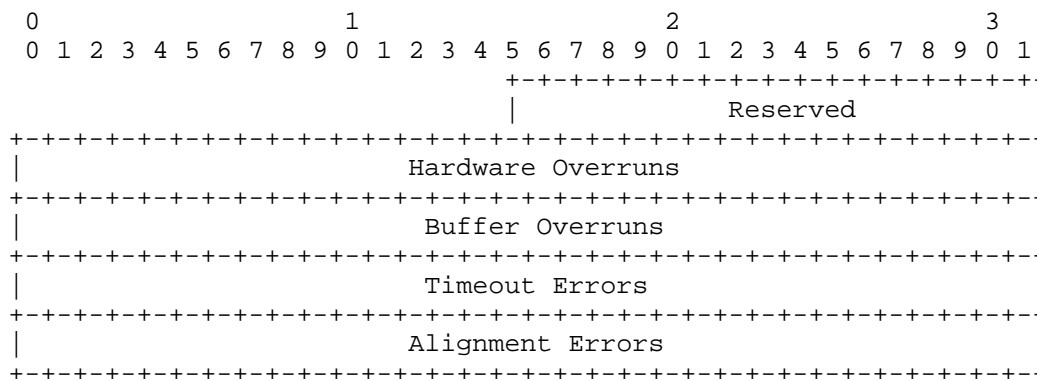 0                   1                   2                   3
 0 1 2 3 4 5 6 7 8 9 0 1 2 3 4 5 6 7 8 9 0 1 2 3 4 5 6 7 8 9 0 1
                               +-+-+-+-+-+-+-+-+-+-+-+-+-+-+-+-+-
                               |             Reserved
+-+-+-+-+-+-+-+-+-+-+-+-+-+-+-+-+-+-+-+-+-+-+-+-+-+-+-+-+-+-+-+-+-
|                        Hardware Overruns
+-+-+-+-+-+-+-+-+-+-+-+-+-+-+-+-+-+-+-+-+-+-+-+-+-+-+-+-+-+-+-+-+-
|                         Buffer Overruns
+-+-+-+-+-+-+-+-+-+-+-+-+-+-+-+-+-+-+-+-+-+-+-+-+-+-+-+-+-+-+-+-+-
|                         Timeout Errors
+-+-+-+-+-+-+-+-+-+-+-+-+-+-+-+-+-+-+-+-+-+-+-+-+-+-+-+-+-+-+-+-+-
|                        Alignment Errors
+-+-+-+-+-+-+-+-+-+-+-+-+-+-+-+-+-+-+-+-+-+-+-+-+-+-+-+-+-+-+-+-+-